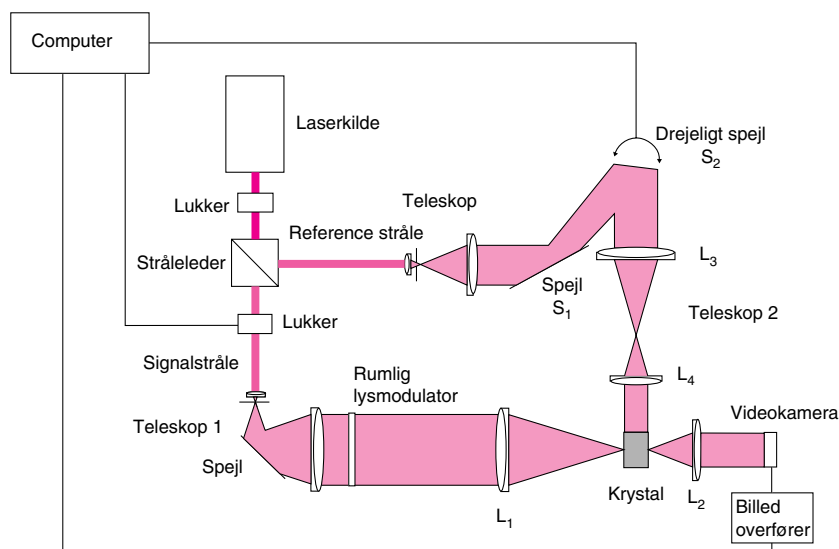 Computer
Laserkilde
Drejeligt spejl
S2
Lukker
Teleskop
Reference stråle
Stråleleder
L3
Spejl
S1
Lukker
Teleskop 2
Signalstråle
Rumlig
lysmodulator
L4
Teleskop 1
Videokamera
Spejl
Krystal
L2
L1
Billed
overfører